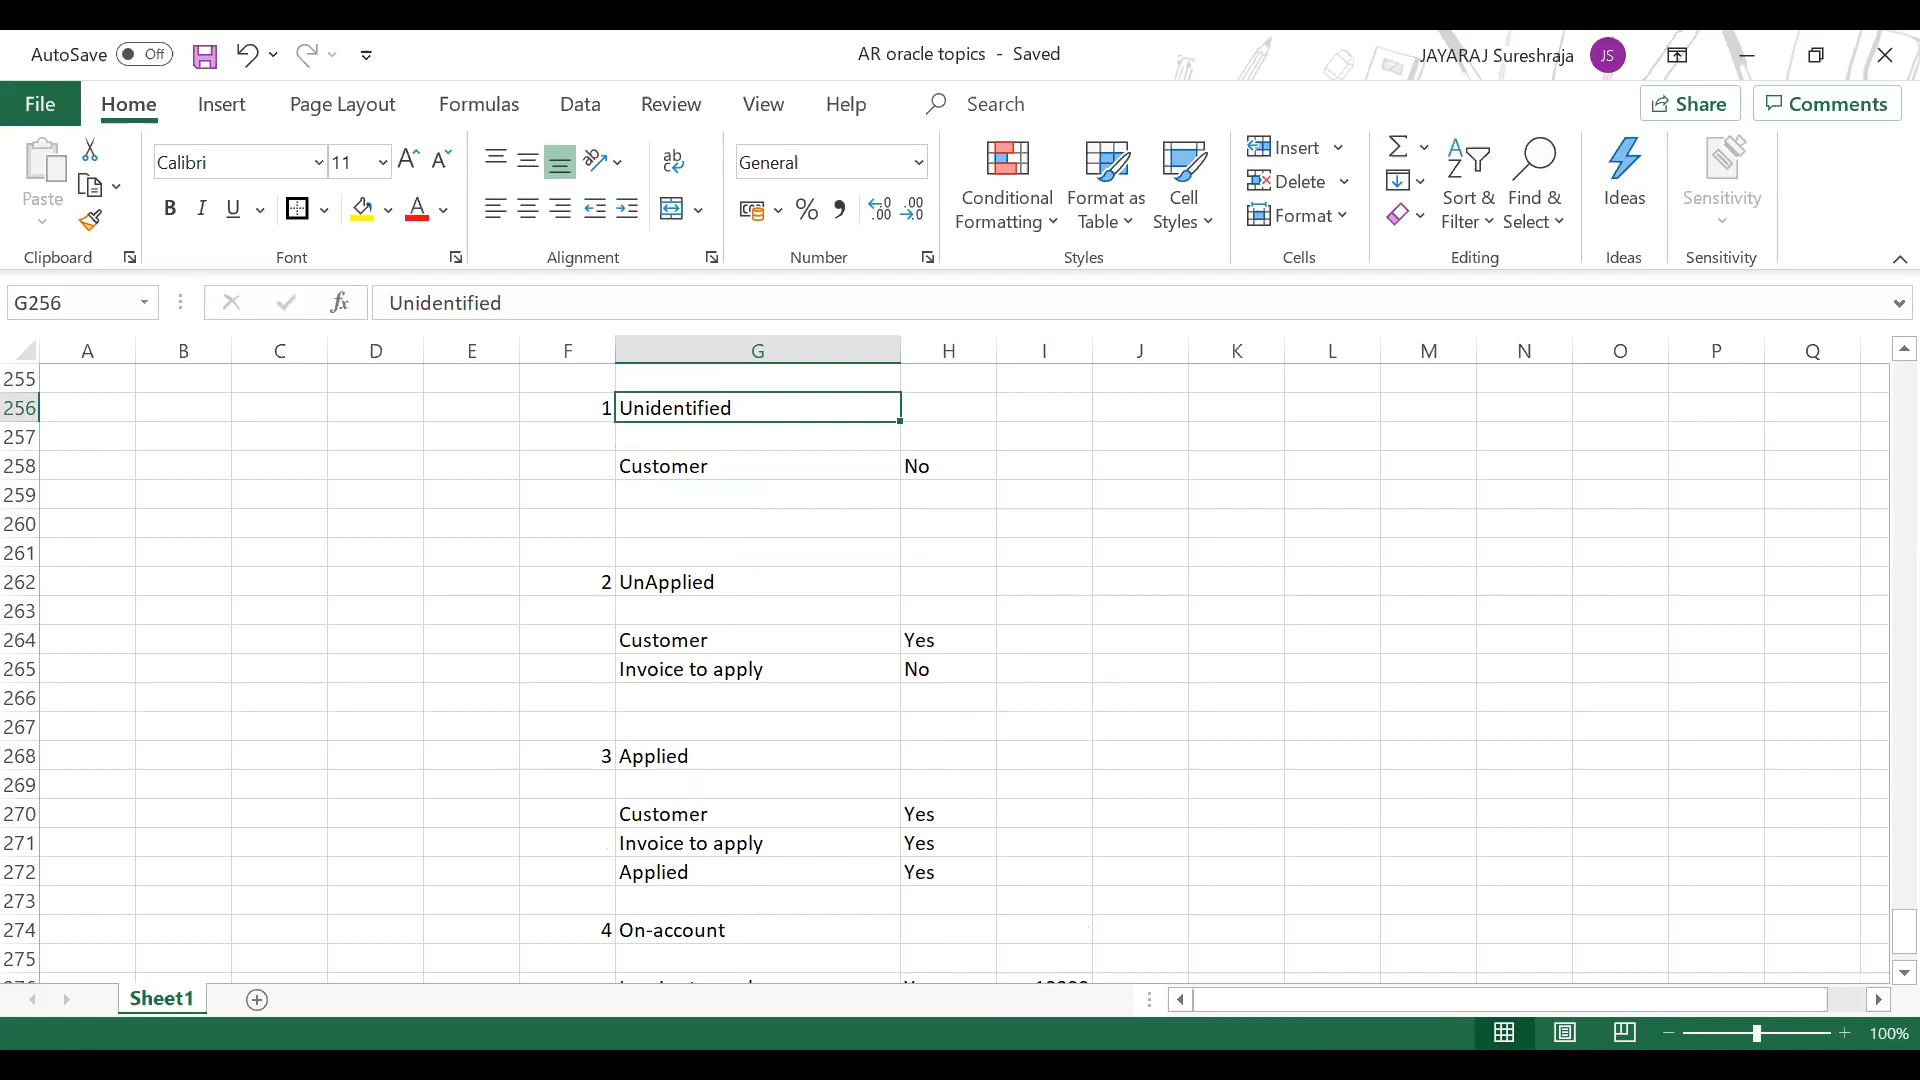 AutoSave Off AR oracle topics - Saved JAYARAJ Sureshraja JS
File Home Insert Page Layout Formulas Data Review View Help Search Share Comments
Paste
Clipboard
Calibri 11
B I U
Font
ab
Alignment
General
Number
Conditional Formatting
Format as Table
Cell Styles
Styles
Insert
Delete
Format
Cells
Sort & Filter
Find & Select
Editing
Ideas
Ideas
Sensitivity
Sensitivity
G256 fx Unidentified
A B C D E F G H I J K L M N O P Q
255
256 1 Unidentified
257
258 Customer No
259
260
261
262 2 UnApplied
263
264 Customer Yes
265 Invoice to apply No
266
267
268 3 Applied
269
270 Customer Yes
271 Invoice to apply Yes
272 Applied Yes
273
274 4 On-account
275
Sheet1
100%